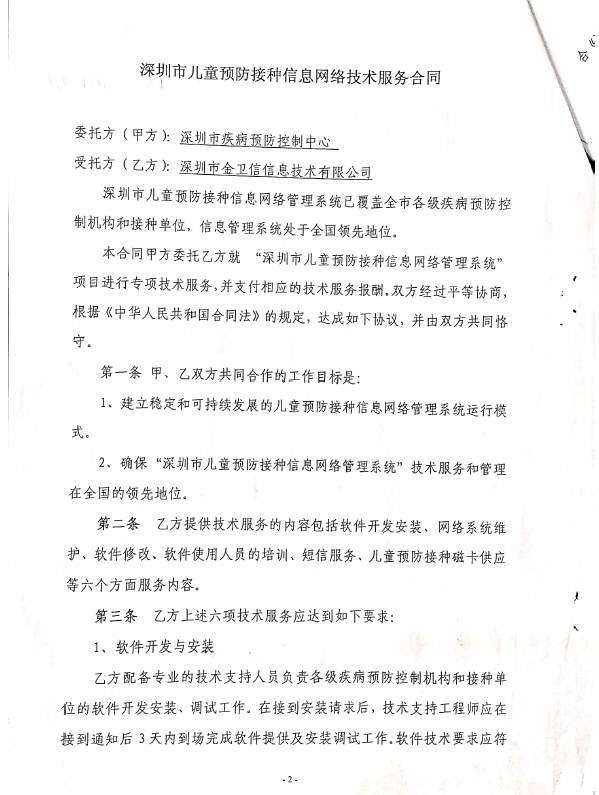 合
深圳市儿童预防接种信息网络技术服务合同
委托方（甲方）：深圳市疾病预防控制中心
受托方（乙方）：深圳市金卫信信息技术有限公司
深圳市儿童预防接种信息网络管理系统已覆盖全市各级疾病预防控
制机构和接种单位，信息管理系统处于全国领先地位。
本合同甲方委托乙方就 “深圳市儿童预防接种信息网络管理系统”
项目进行专项技术服务，并支付相应的技术服务报酬。双方经过平等协商，
根据《中华人民共和国合同法》的规定，达成如下协议，并由双方共同恪
守。
第一条 甲、乙双方共同合作的工作目标是：
1、建立稳定和可持续发展的儿童预防接种信息网络管理系统运行模
式。
2、确保“深圳市儿童预防接种信息网络管理系统”技术服务和管理
在全国的领先地位。
第二条 乙方提供技术服务的内容包括软件开发安装、网络系统维
护、软件修改、软件使用人员的培训、短信服务、儿童预防接种磁卡供应
等六个方面服务内容。
第三条 乙方上述六项技术服务应达到如下要求：
1、软件开发与安装
乙方配备专业的技术支持人员负责各级疾病预防控制机构和接种单
位的软件开发安装、调试工作。在接到安装请求后，技术支持工程师应在
接到通知后 3 天内到场完成软件提供及安装调试工作。软件技术要求应符
- 2 -